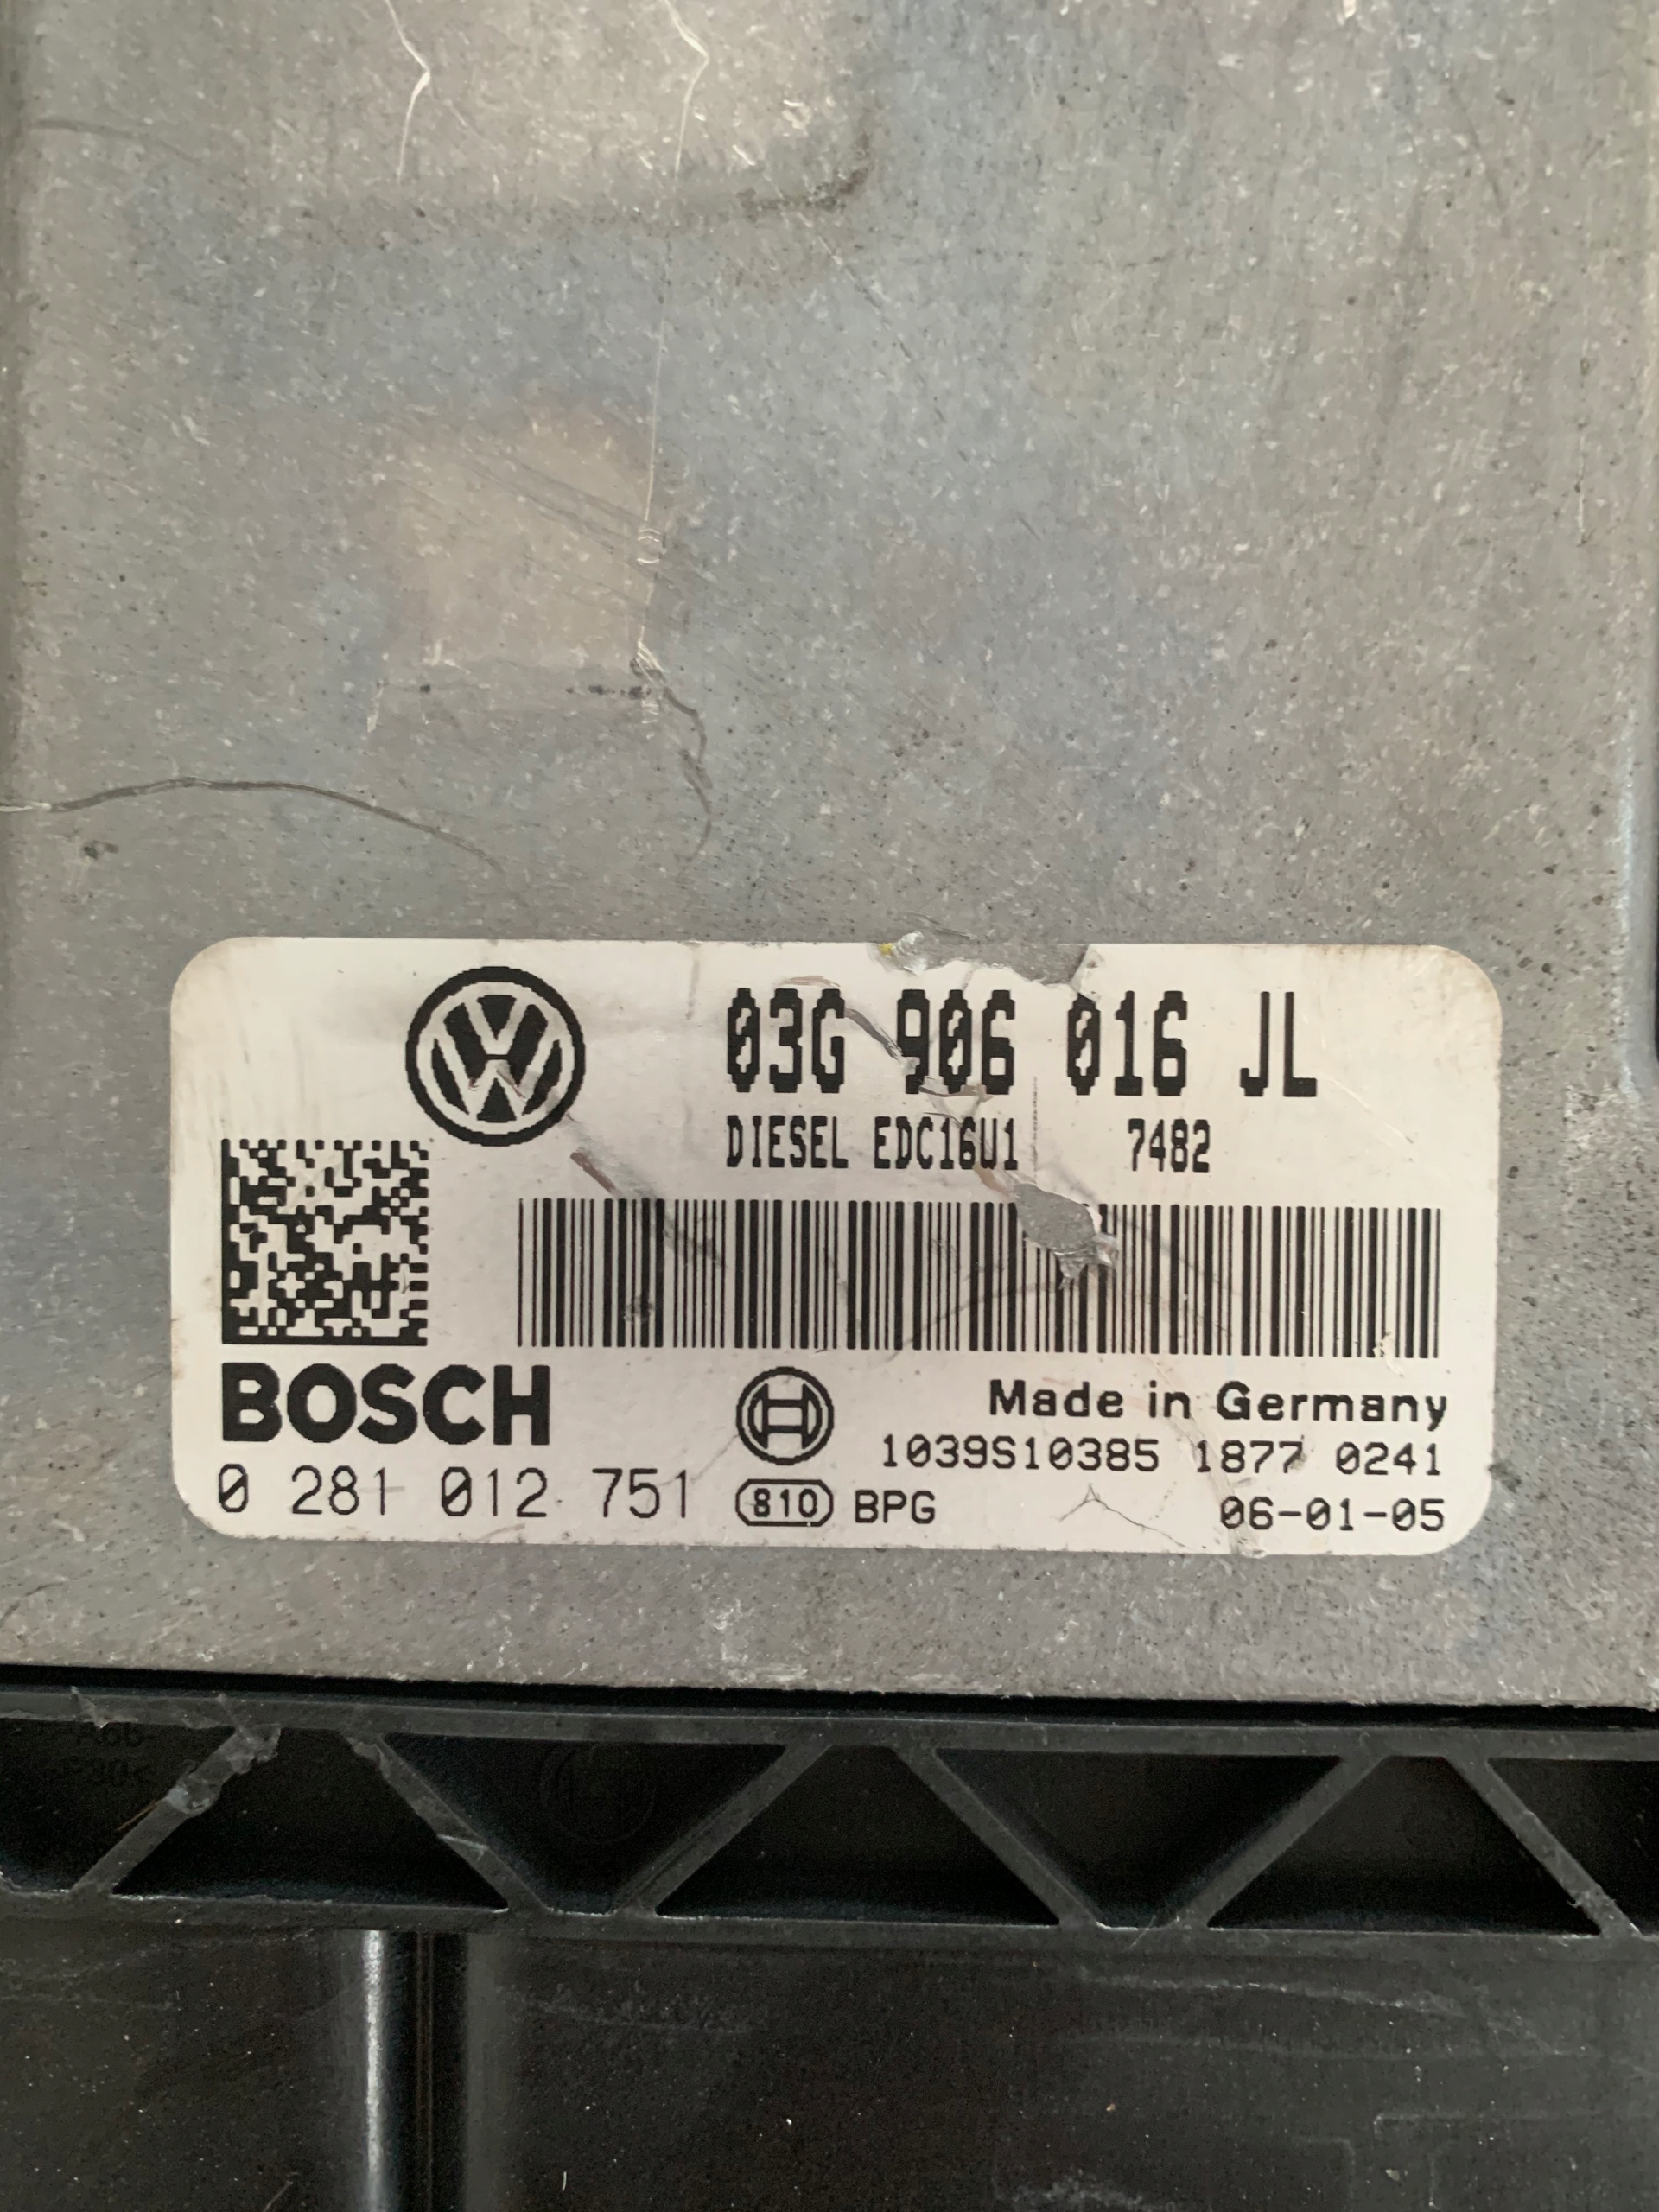 03G 906 016 JL
DIESEL EDC16U1 7482
BOSCH
Made in Germany
1039S10385 1877 0241
0 281 012 751 810 BPG 06-01-05